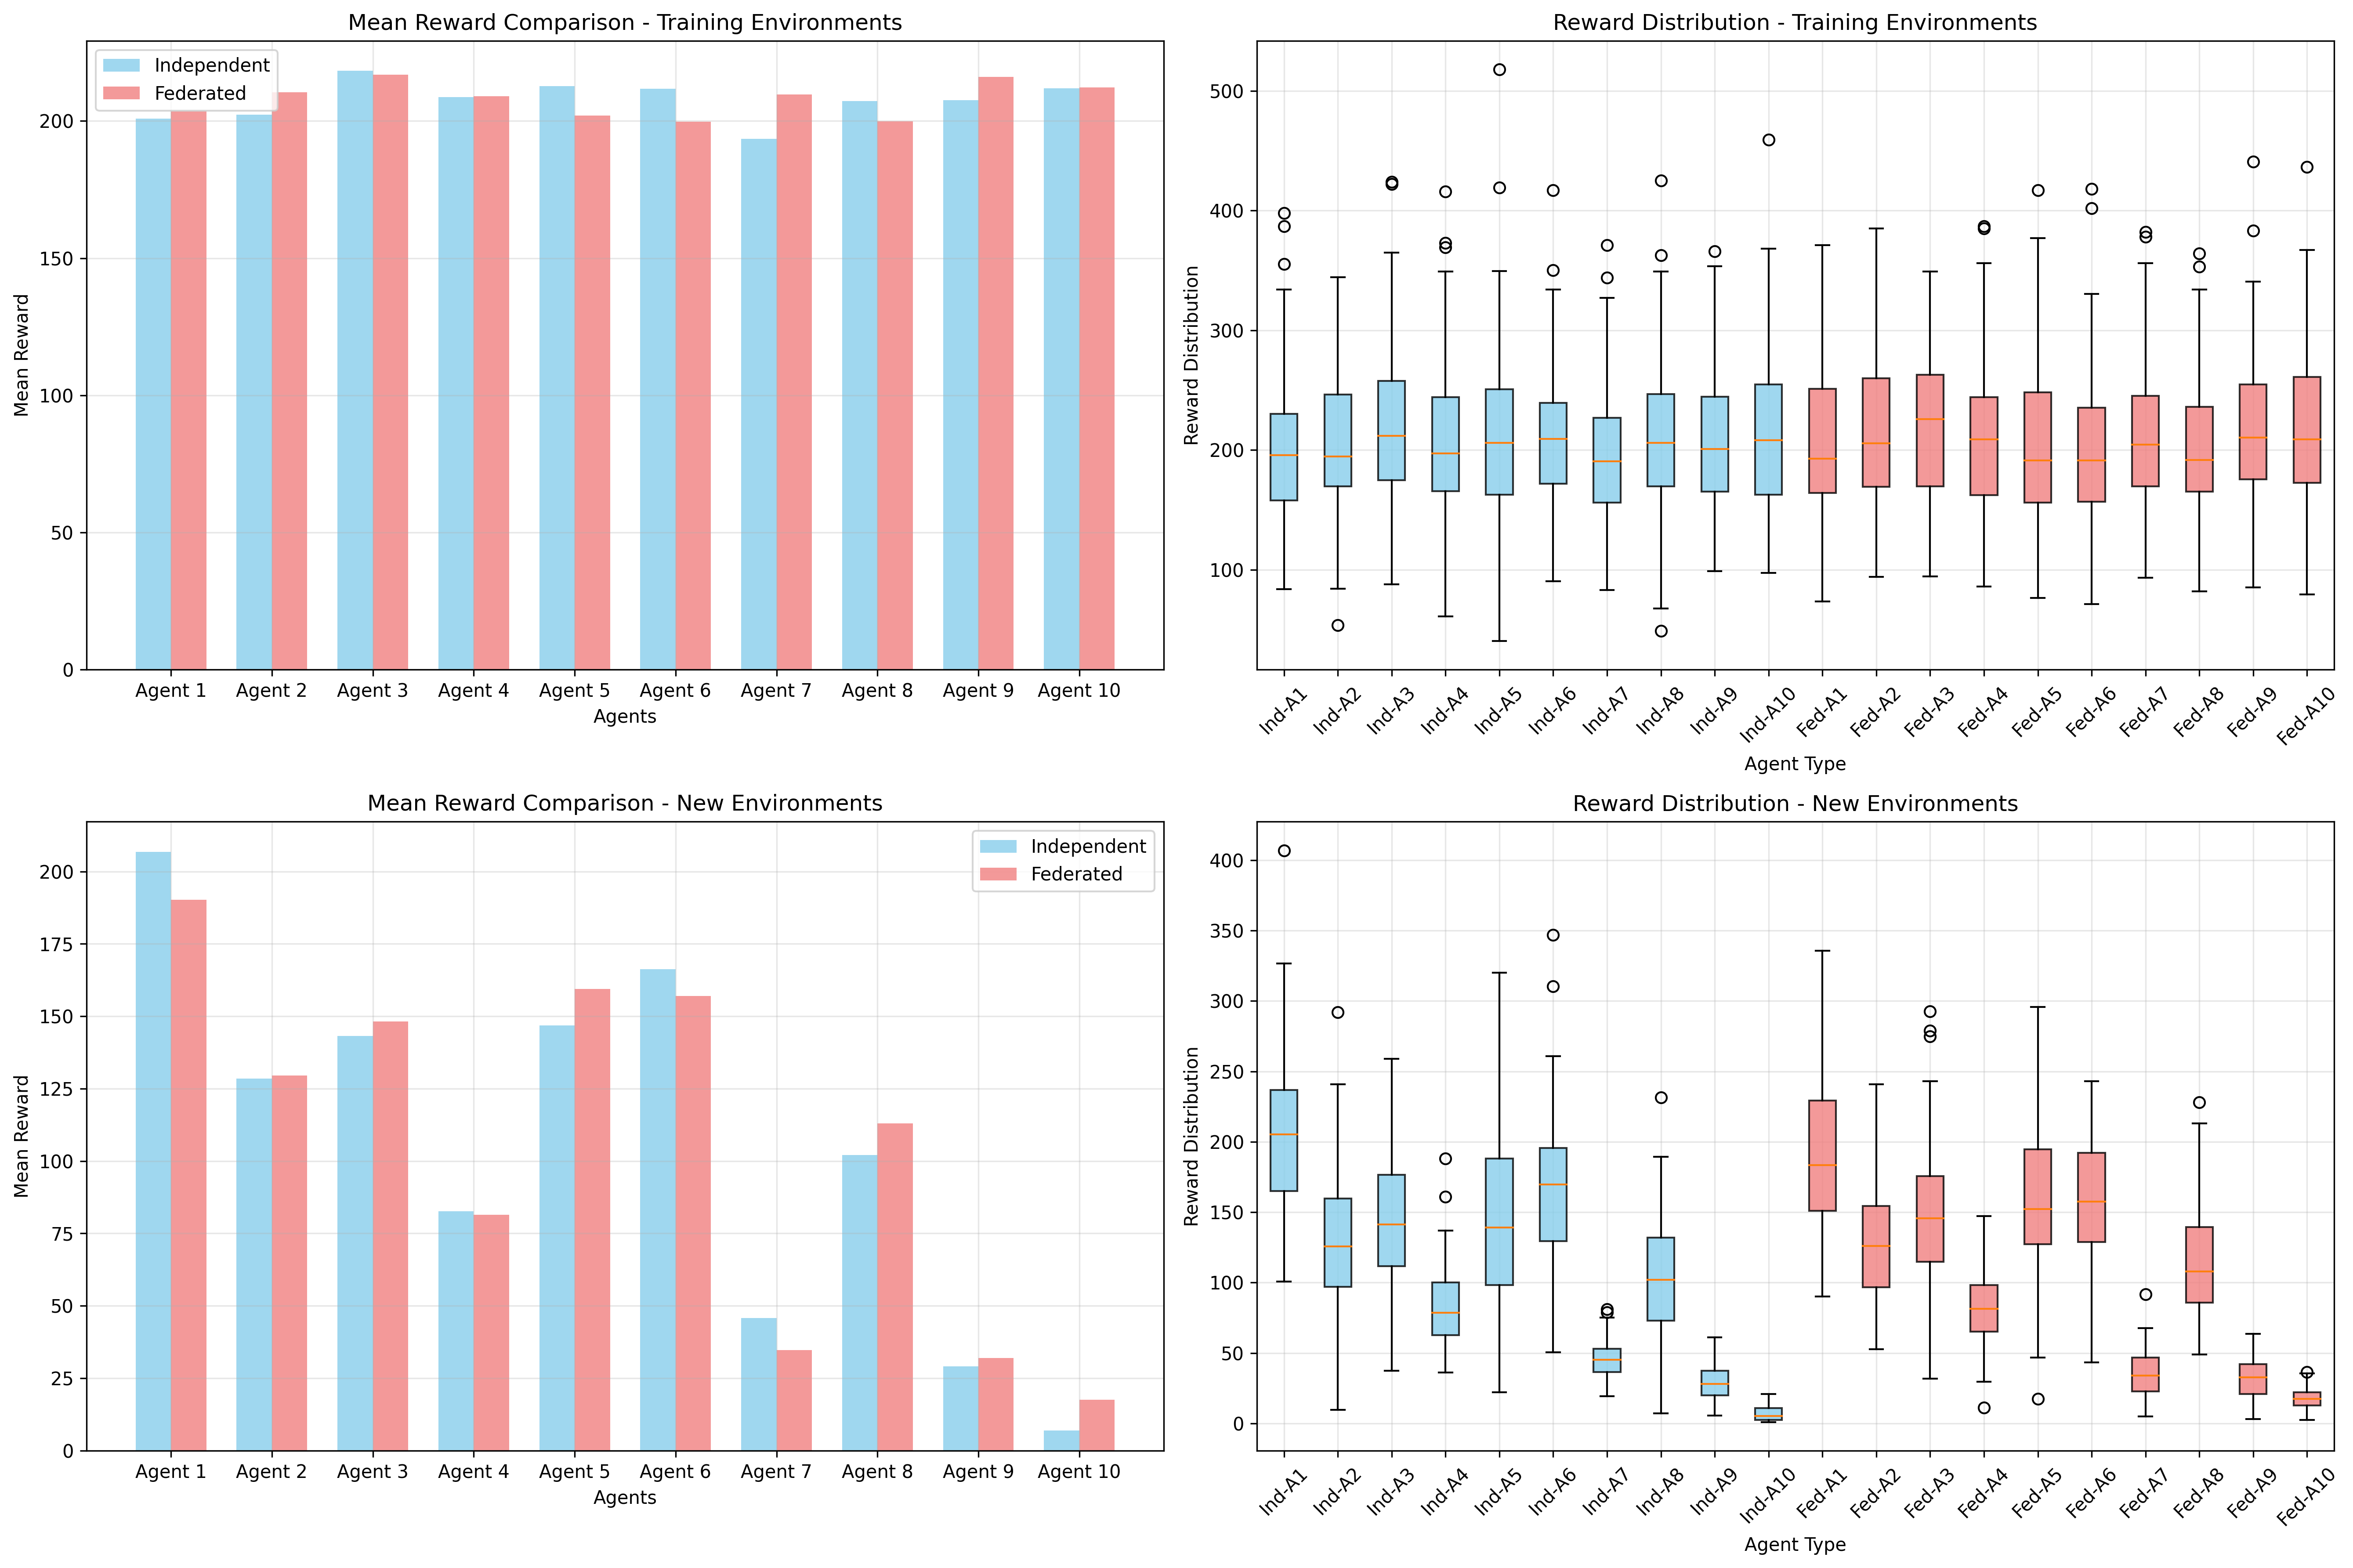 Mean Reward Comparison - Training Environments
Independent
Federated
200
150
100
50
0
Mean Reward
Agent 1 Agent 2 Agent 3 Agent 4 Agent 5 Agent 6 Agent 7 Agent 8 Agent 9 Agent 10
Agents
Reward Distribution - Training Environments
500
400
300
200
100
Reward Distribution
Ind-A1 Ind-A2 Ind-A3 Ind-A4 Ind-A5 Ind-A6 Ind-A7 Ind-A8 Ind-A9 Ind-A10 Fed-A1 Fed-A2 Fed-A3 Fed-A4 Fed-A5 Fed-A6 Fed-A7 Fed-A8 Fed-A9 Fed-A10
Agent Type
Mean Reward Comparison - New Environments
Independent
Federated
200
175
150
125
100
75
50
25
0
Mean Reward
Agent 1 Agent 2 Agent 3 Agent 4 Agent 5 Agent 6 Agent 7 Agent 8 Agent 9 Agent 10
Agents
Reward Distribution - New Environments
400
350
300
250
200
150
100
50
0
Reward Distribution
Ind-A1 Ind-A2 Ind-A3 Ind-A4 Ind-A5 Ind-A6 Ind-A7 Ind-A8 Ind-A9 Ind-A10 Fed-A1 Fed-A2 Fed-A3 Fed-A4 Fed-A5 Fed-A6 Fed-A7 Fed-A8 Fed-A9 Fed-A10
Agent Type